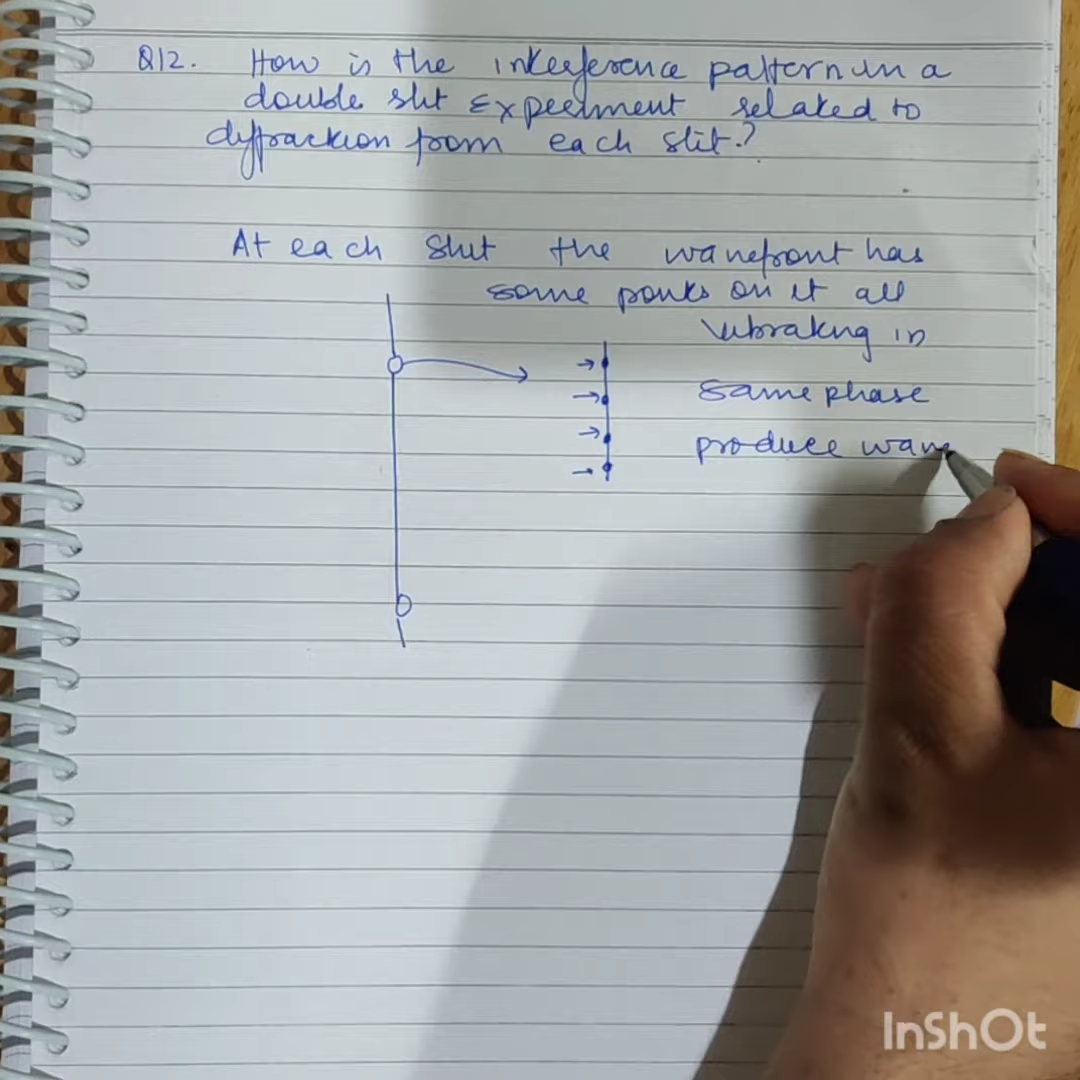 Q12. How is the interference pattern in a
double slit Experiment related to
diffraction from each slit?
At each slit the wavefront has
some points on it all
vibrating in
same phase
produce wave
InShOt